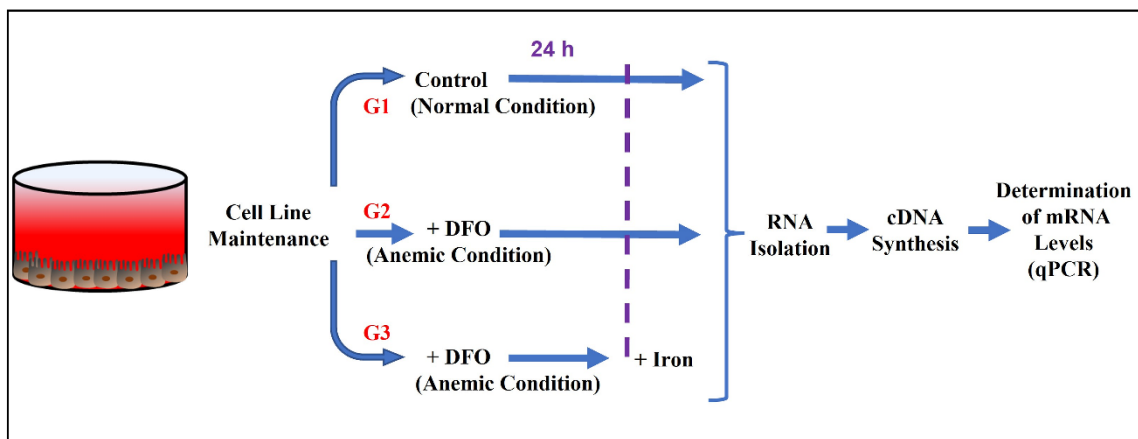 24 h
Control
(Normal Condition)
G1
Cell Line
Maintenance
G2
+ DFO
(Anemic Condition)
G3
+ DFO
(Anemic Condition)
+ Iron
RNA
Isolation
cDNA
Synthesis
Determination
of mRNA
Levels
(qPCR)